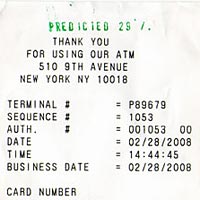 PREDICTED 29 %.
THANK YOU
FOR USING OUR ATM
510 9TH AVENUE
NEW YORK NY 10018
TERMINAL # = P89679
SEQUENCE # = 1053
AUTH. # = 001053 00
DATE = 02/28/2008
TIME = 14:44:45
BUSINESS DATE = 02/28/2008
CARD NUMBER